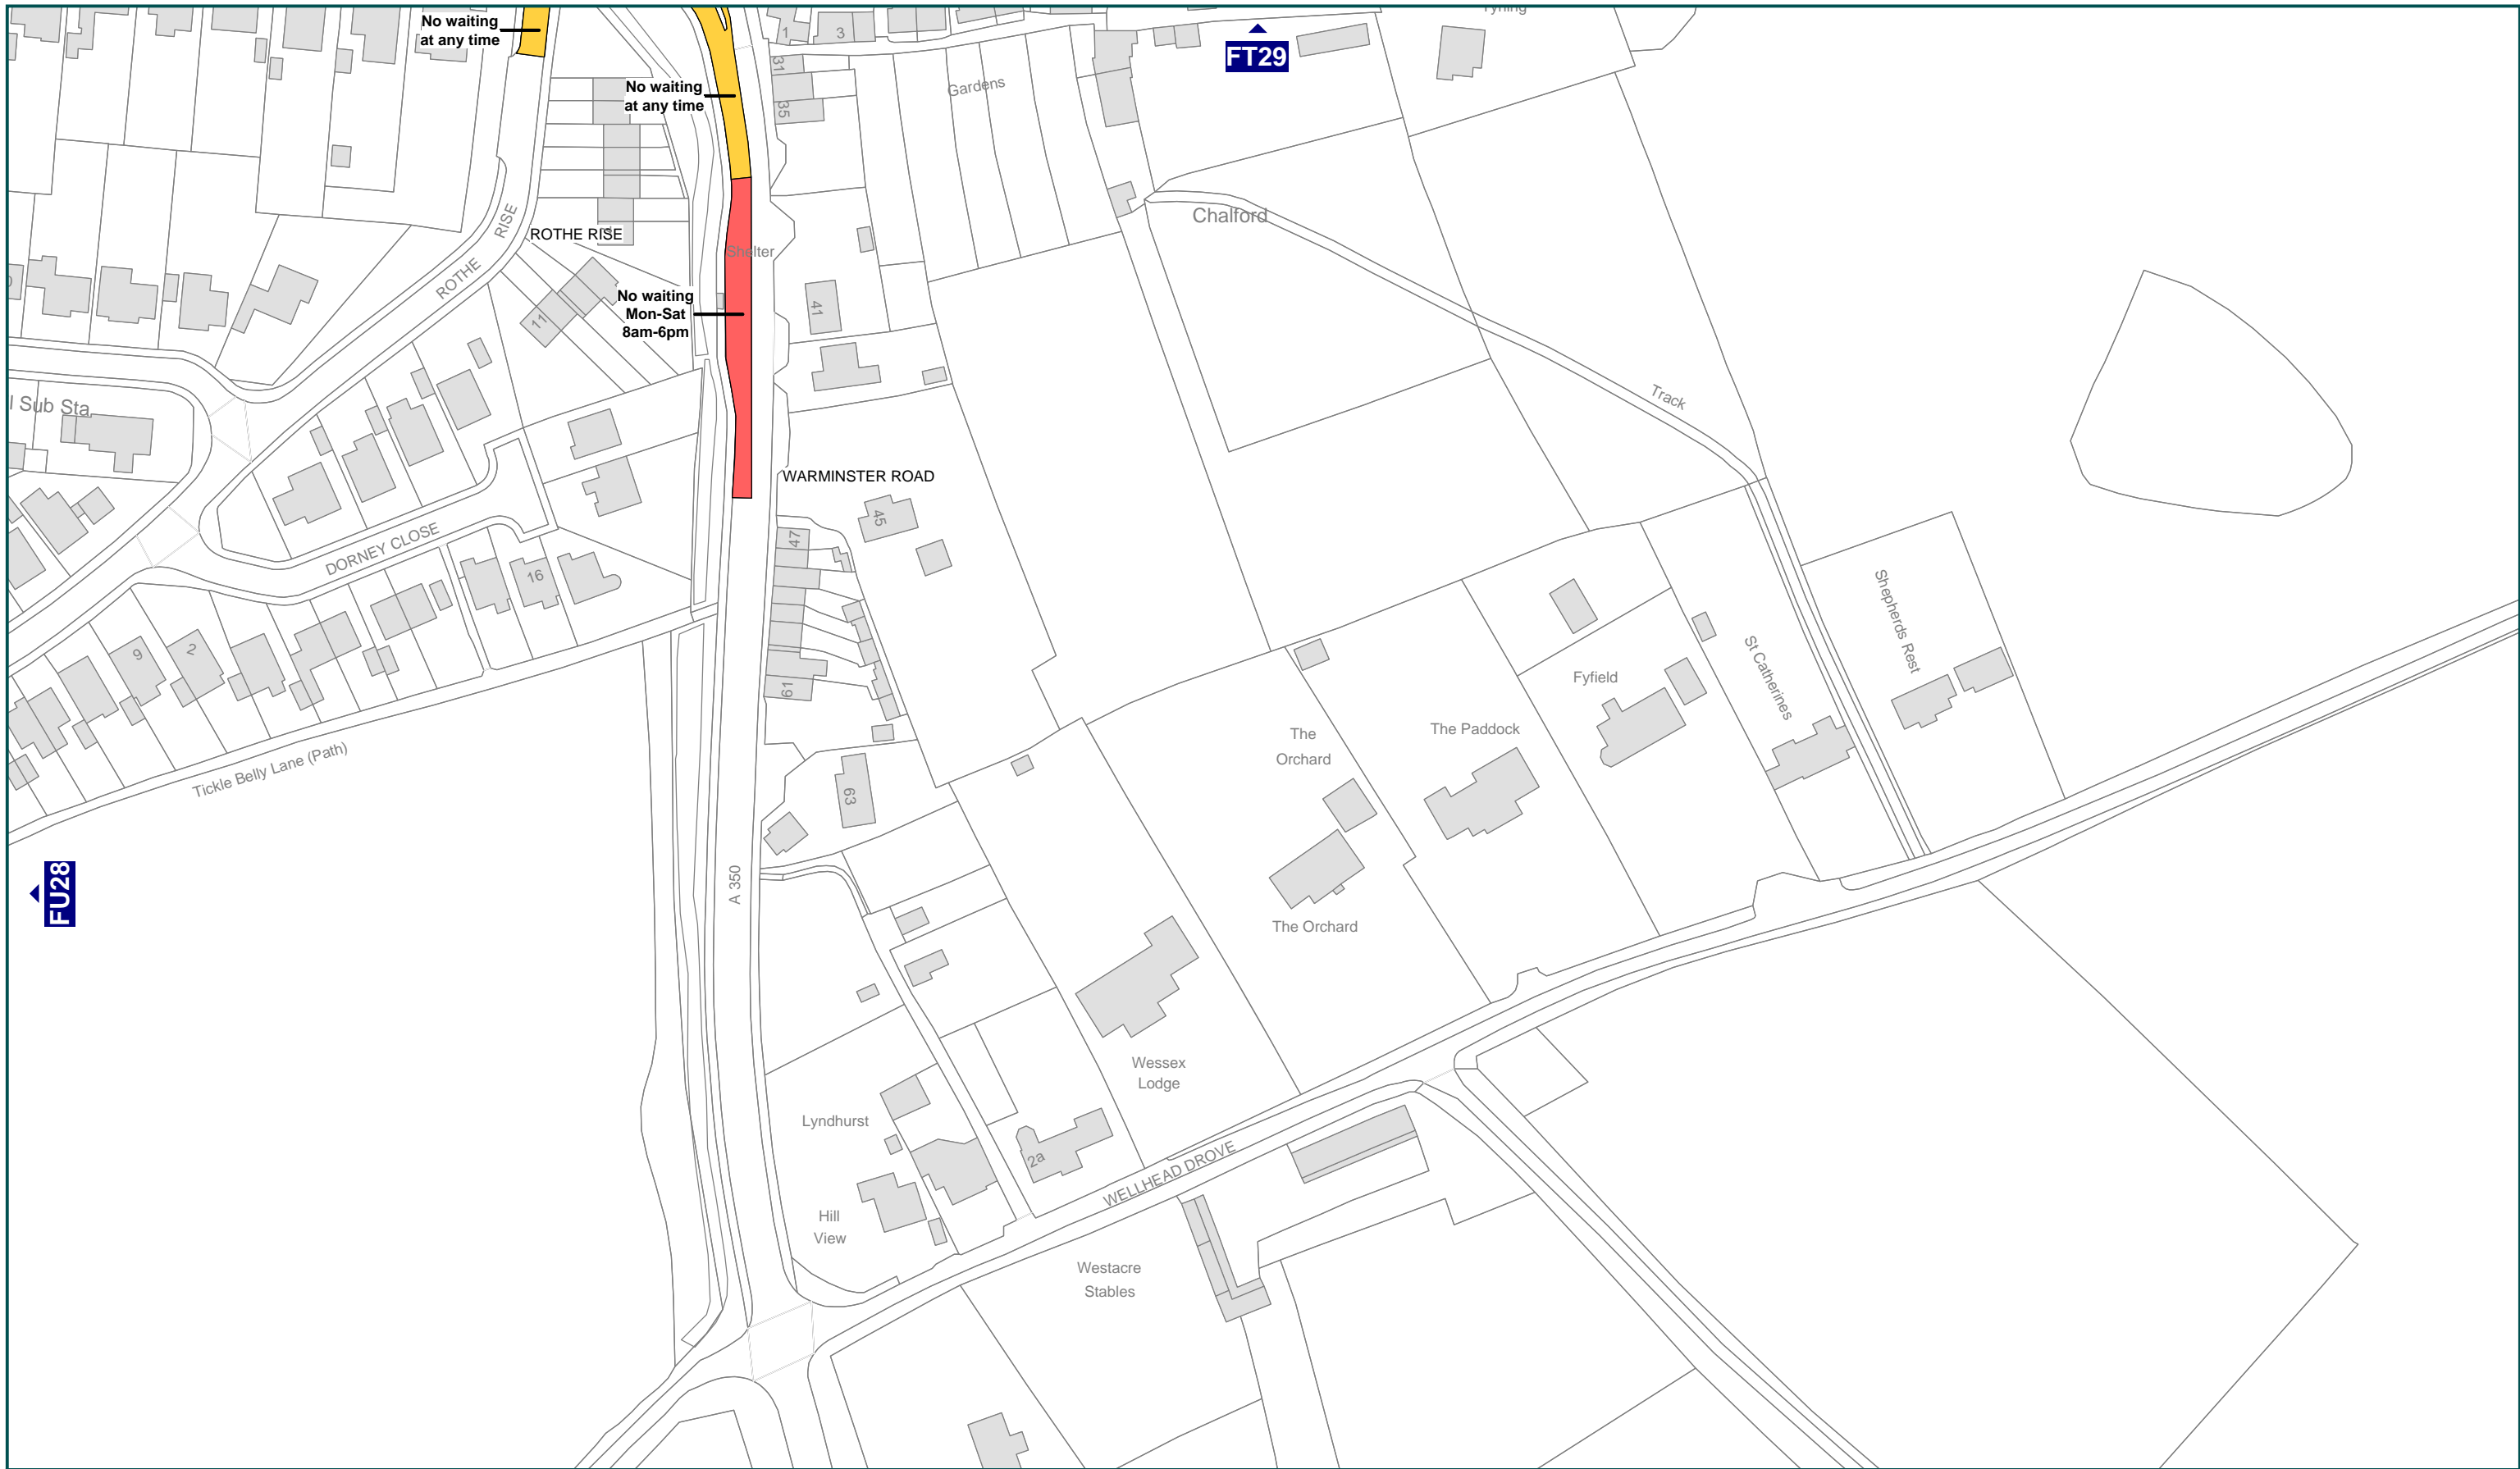 No waiting
at any time
No waiting
at any time
1
3
31
35
Gardens
FT29
Chalford
RISE
ROTHE RISE
ROTHE
Shelter
No waiting
Mon-Sat
8am-6pm
11
41
l Sub Sta
Track
WARMINSTER ROAD
45
47
DORNEY CLOSE
16
9
2
61
Shepherds Rest
St Catherines
Fyfield
The Paddock
The
Orchard
Tickle Belly Lane (Path)
63
A 350
FU28
The Orchard
Wessex
Lodge
Lyndhurst
2a
WELLHEAD DROVE
Hill
View
Westacre
Stables